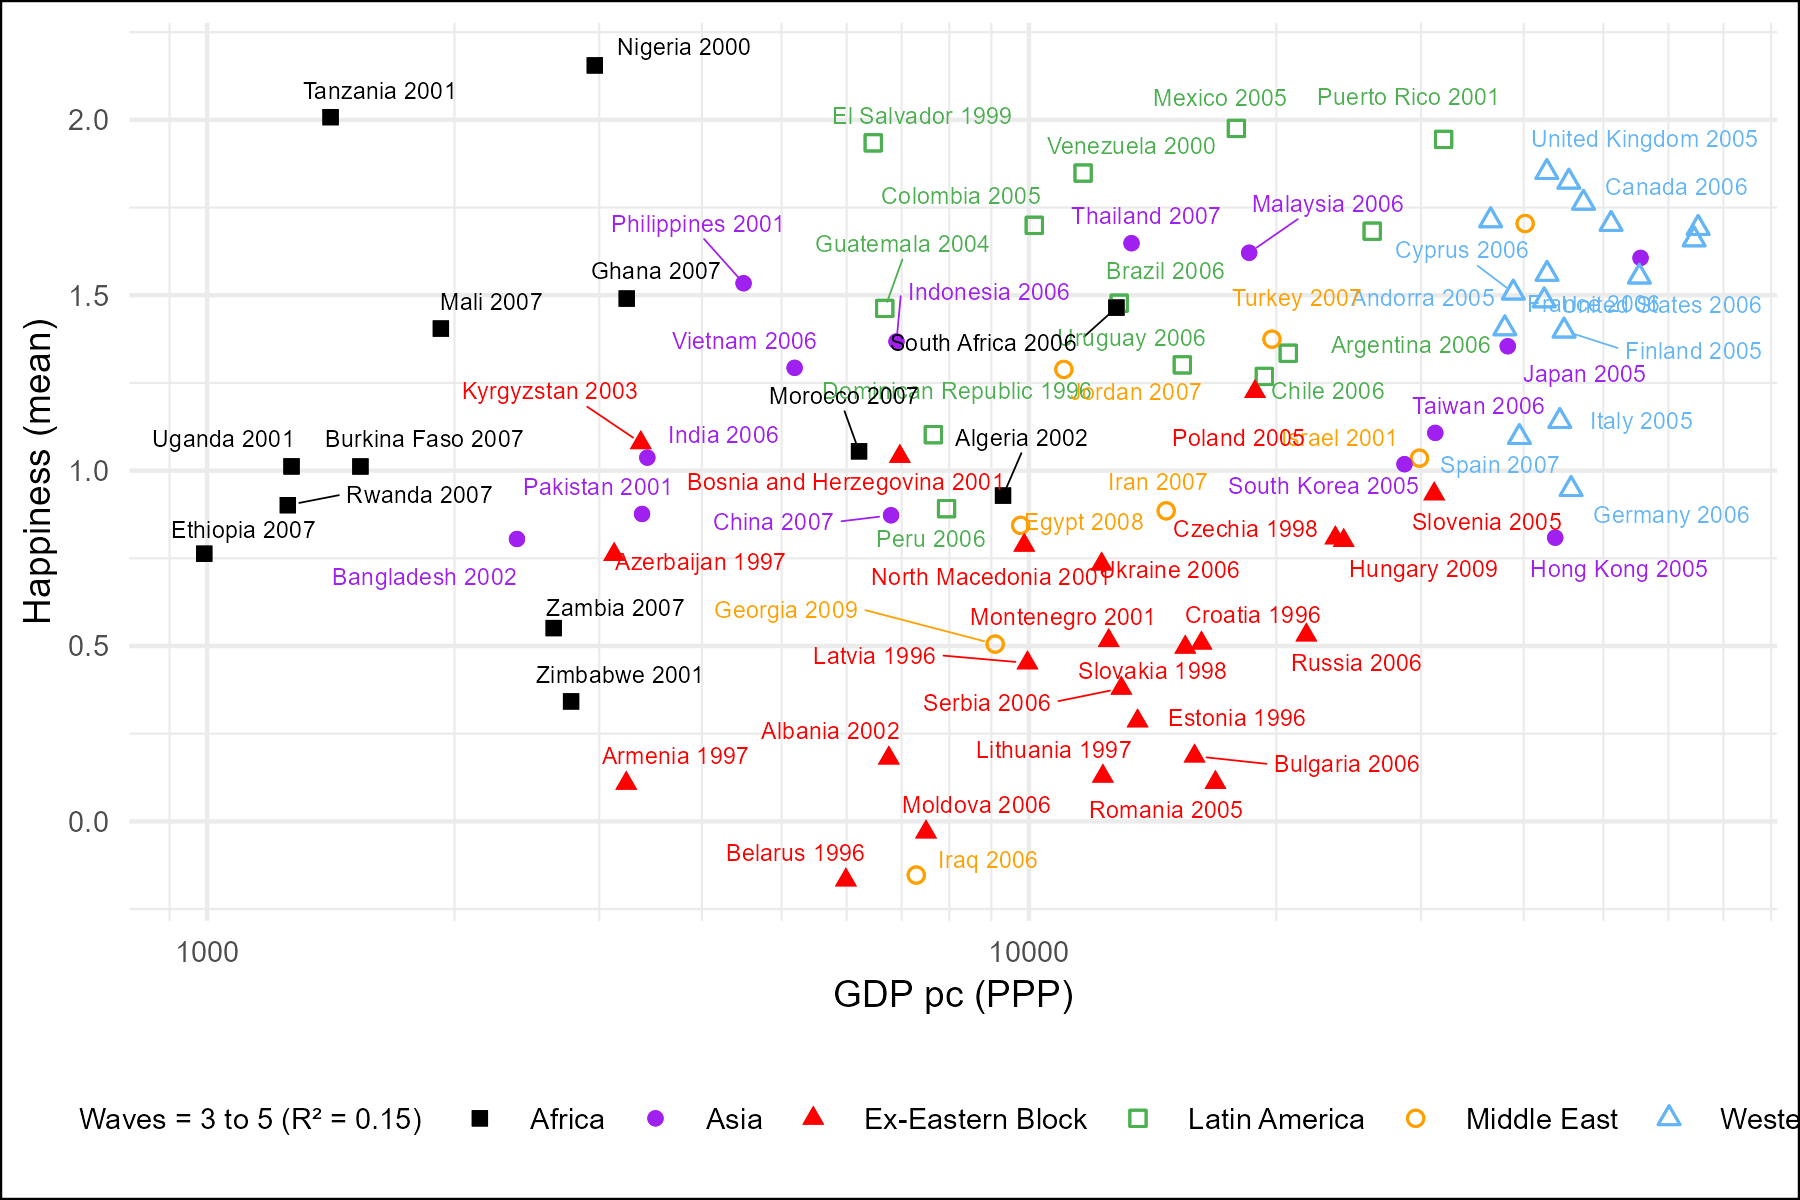 Nigeria 2000
Tanzania 2001
Mexico 2005
Puerto Rico 2001
El Salvador 1999
2.0
United Kingdom 2005
Venezuela 2000
Canada 2006
Colombia 2005
Malaysia 2006
Thailand 2007
Philippines 2001
Guatemala 2004
Cyprus 2006
Ghana 2007
Brazil 2006
Indonesia 2006
Turkey 2007
Andorra 2005
1.5
Mali 2007
France 2006
United States 2006
Vietnam 2006
South Africa 2006
Uruguay 2006
Argentina 2006
Finland 2005
Japan 2005
Kyrgyzstan 2003
Dominican Republic 1996
Jordan 2007
Chile 2006
Morocco 2007
Taiwan 2006
Italy 2005
Uganda 2001
Burkina Faso 2007
India 2006
Algeria 2002
Poland 2005
Israel 2001
Spain 2007
1.0
Bosnia and Herzegovina 2001
Iran 2007
South Korea 2005
Pakistan 2001
Rwanda 2007
Germany 2006
China 2007
Egypt 2008
Slovenia 2005
Ethiopia 2007
Czechia 1998
Peru 2006
Azerbaijan 1997
Hungary 2009
Hong Kong 2005
Bangladesh 2002
North Macedonia 2001
Ukraine 2006
Zambia 2007
Georgia 2009
Montenegro 2001
Croatia 1996
0.5
Latvia 1996
Russia 2006
Zimbabwe 2001
Slovakia 1998
Serbia 2006
Estonia 1996
Albania 2002
Lithuania 1997
Armenia 1997
Bulgaria 2006
Moldova 2006
Romania 2005
0.0
Belarus 1996
Iraq 2006
Happiness (mean)
1000
10000
GDP pc (PPP)
Waves = 3 to 5 (R² = 0.15)
Africa
Asia
Ex-Eastern Block
Latin America
Middle East
Weste